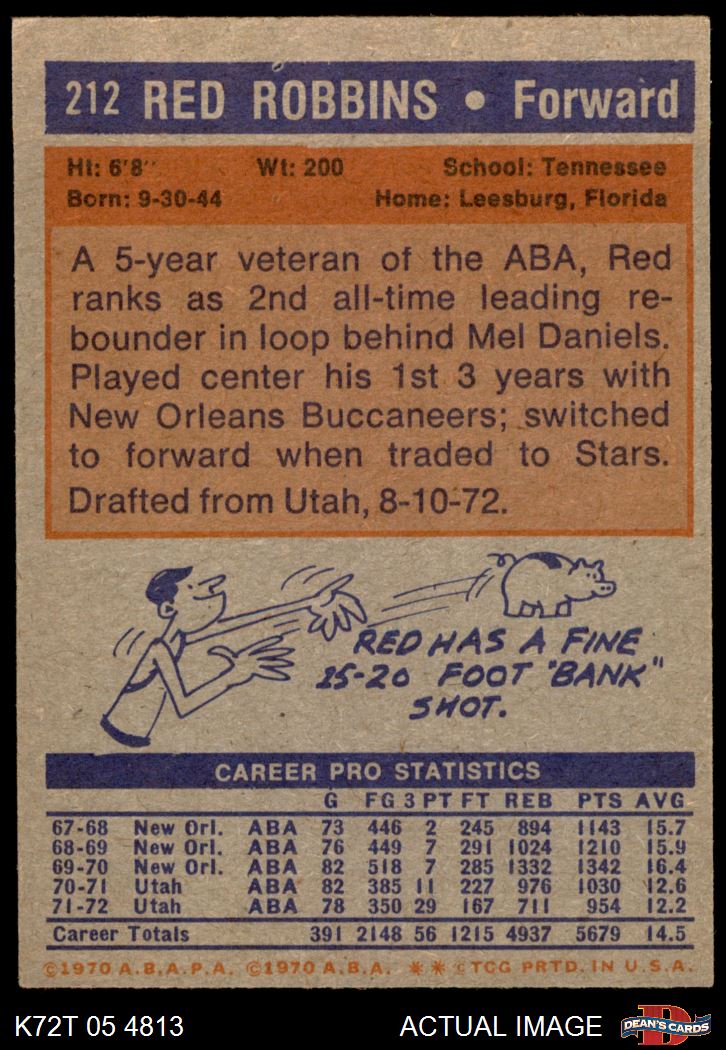 212 RED ROBBINS • Forward
Ht: 6'8" Wt: 200 School: Tennessee
Born: 9-30-44 Home: Leesburg, Florida
A 5-year veteran of the ABA, Red
ranks as 2nd all-time leading re-
bounder in loop behind Mel Daniels.
Played center his 1st 3 years with
New Orleans Buccaneers; switched
to forward when traded to Stars.
Drafted from Utah, 8-10-72.
RED HAS A FINE
15-20 FOOT "BANK"
SHOT.
CAREER PRO STATISTICS
G FG 3 PT FT REB PTS AVG
67-68 New Orl. ABA 73 446 2 245 894 1143 15.7
68-69 New Orl. ABA 76 449 7 291 1024 1210 15.9
69-70 New Orl. ABA 82 518 7 285 1332 1342 16.4
70-71 Utah ABA 82 385 11 227 976 1030 12.6
71-72 Utah ABA 78 350 29 167 711 954 12.2
Career Totals 391 2148 56 1215 4937 5679 14.5
©1970 A.B.A.P.A. ©1970 A.B.A. ** © TCG PRTD. IN U.S.A.
K72T 05 4813 ACTUAL IMAGE
D
DEAN'S CARDS